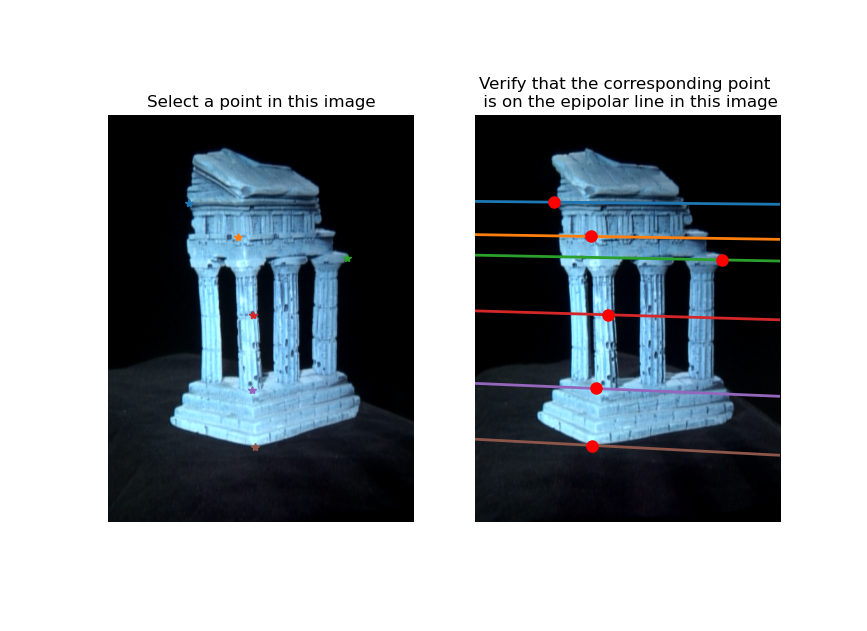 Select a point in this image
Verify that the corresponding point
is on the epipolar line in this image